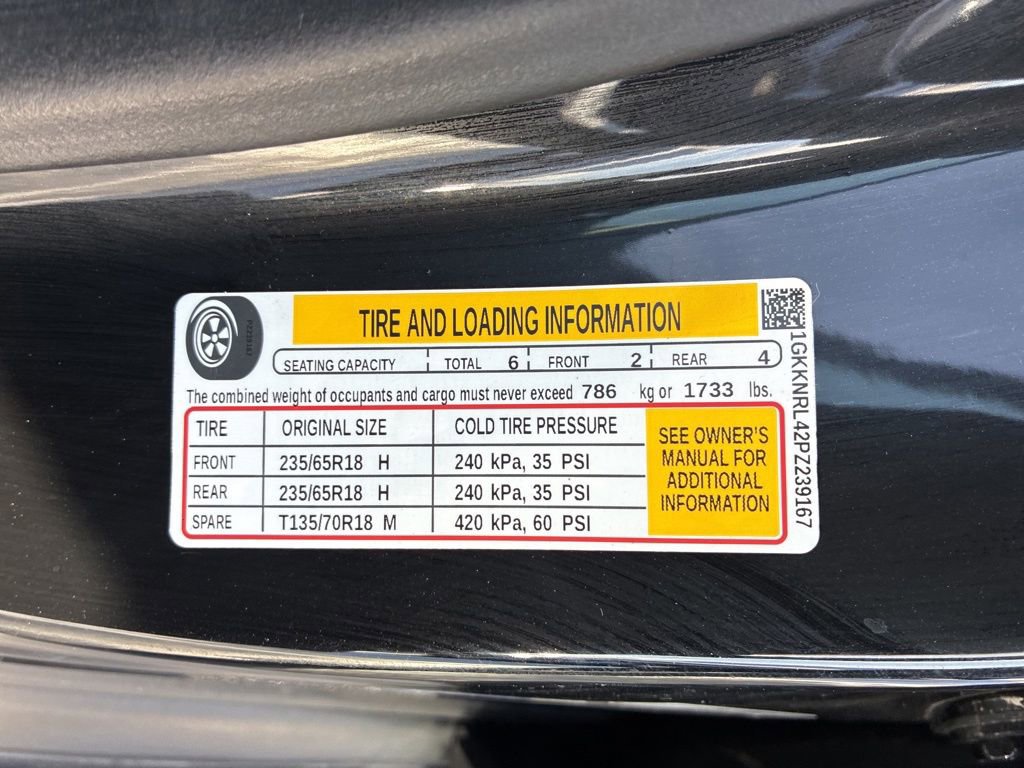 TIRE AND LOADING INFORMATION
SEATING CAPACITY TOTAL 6 FRONT 2 REAR 4
The combined weight of occupants and cargo must never exceed 786 kg or 1733 lbs.
TIRE ORIGINAL SIZE COLD TIRE PRESSURE
FRONT 235/65R18 H 240 kPa, 35 PSI
REAR 235/65R18 H 240 kPa, 35 PSI
SPARE T135/70R18 M 420 kPa, 60 PSI
SEE OWNER'S
MANUAL FOR
ADDITIONAL
INFORMATION
1GKKNRL42PZ239167
PZ239167